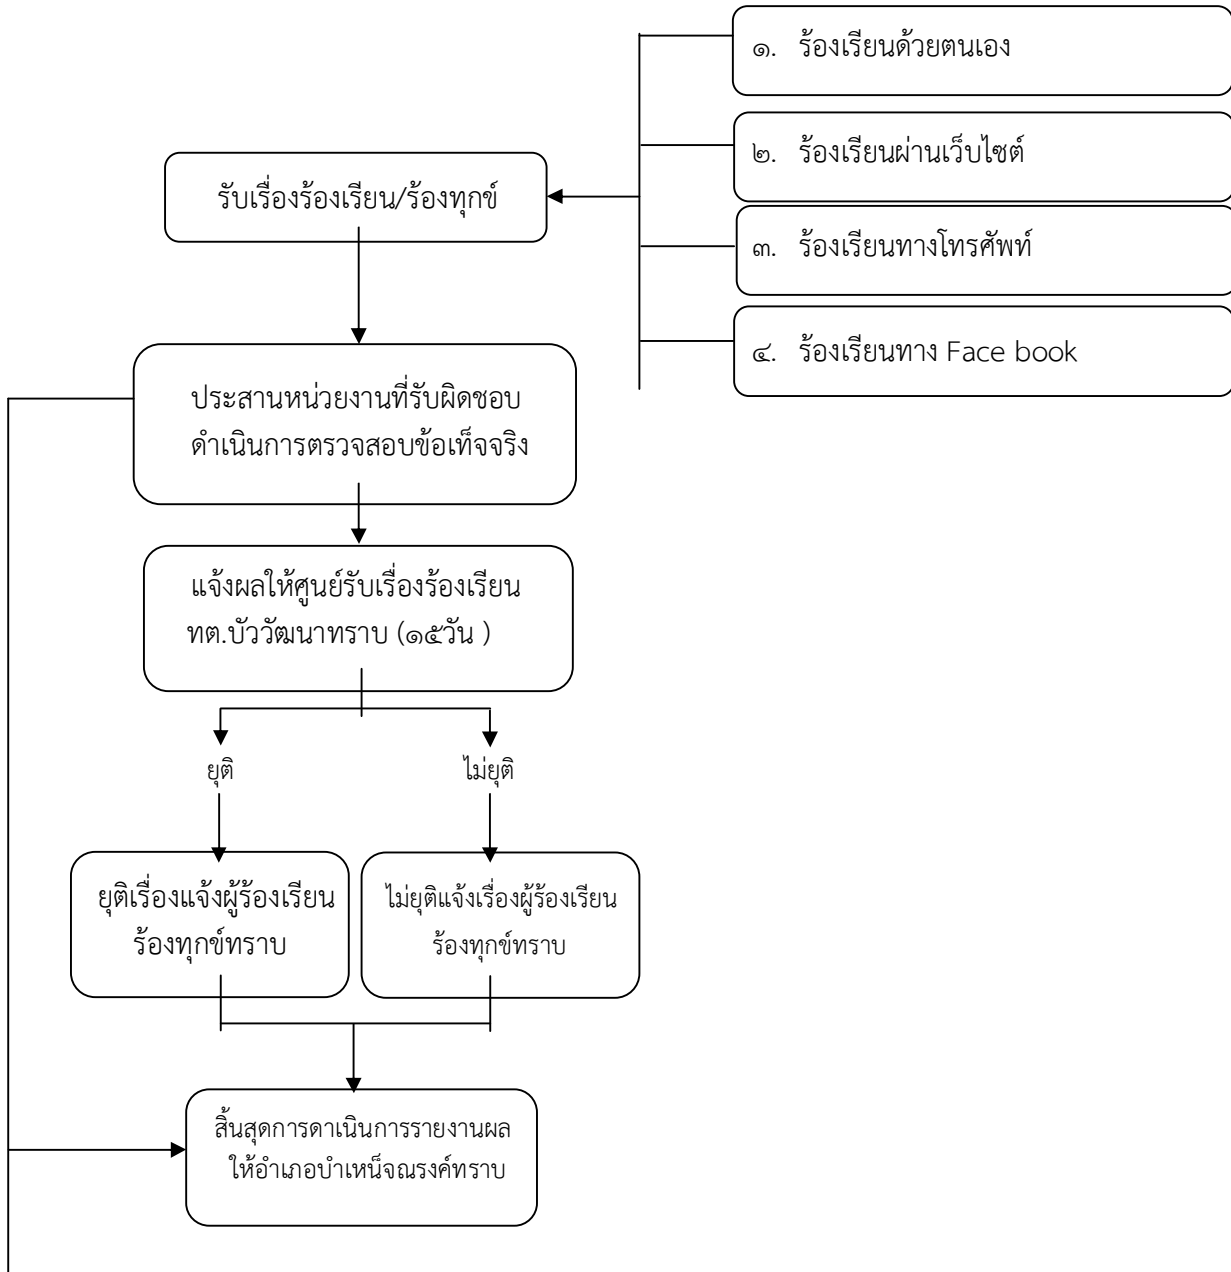 ๑. ร้องเรียนด้วยตนเอง
๒. ร้องเรียนผ่านเว็บไซต์
รับเรื่องร้องเรียน/ร้องทุกข์
๓. ร้องเรียนทางโทรศัพท์
๔. ร้องเรียนทาง Face book
ประสานหน่วยงานที่รับผิดชอบ
ดำเนินการตรวจสอบข้อเท็จจริง
แจ้งผลให้ศูนย์รับเรื่องร้องเรียน
ทต.บัววัฒนาทราบ (๑๕วัน )
ยุติ
ไม่ยุติ
ยุติเรื่องแจ้งผู้ร้องเรียน
ร้องทุกข์ทราบ
ไม่ยุติแจ้งเรื่องผู้ร้องเรียน
ร้องทุกข์ทราบ
สิ้นสุดการดาเนินการรายงานผล
ให้อำเภอบำเหน็จณรงค์ทราบ